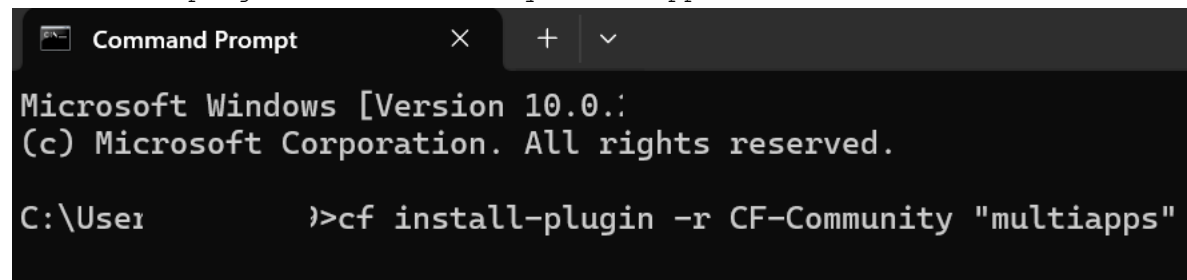 Command Prompt
Microsoft Windows [Version 10.0.
(c) Microsoft Corporation. All rights reserved.
C:\User >cf install-plugin -r CF-Community "multiapps"